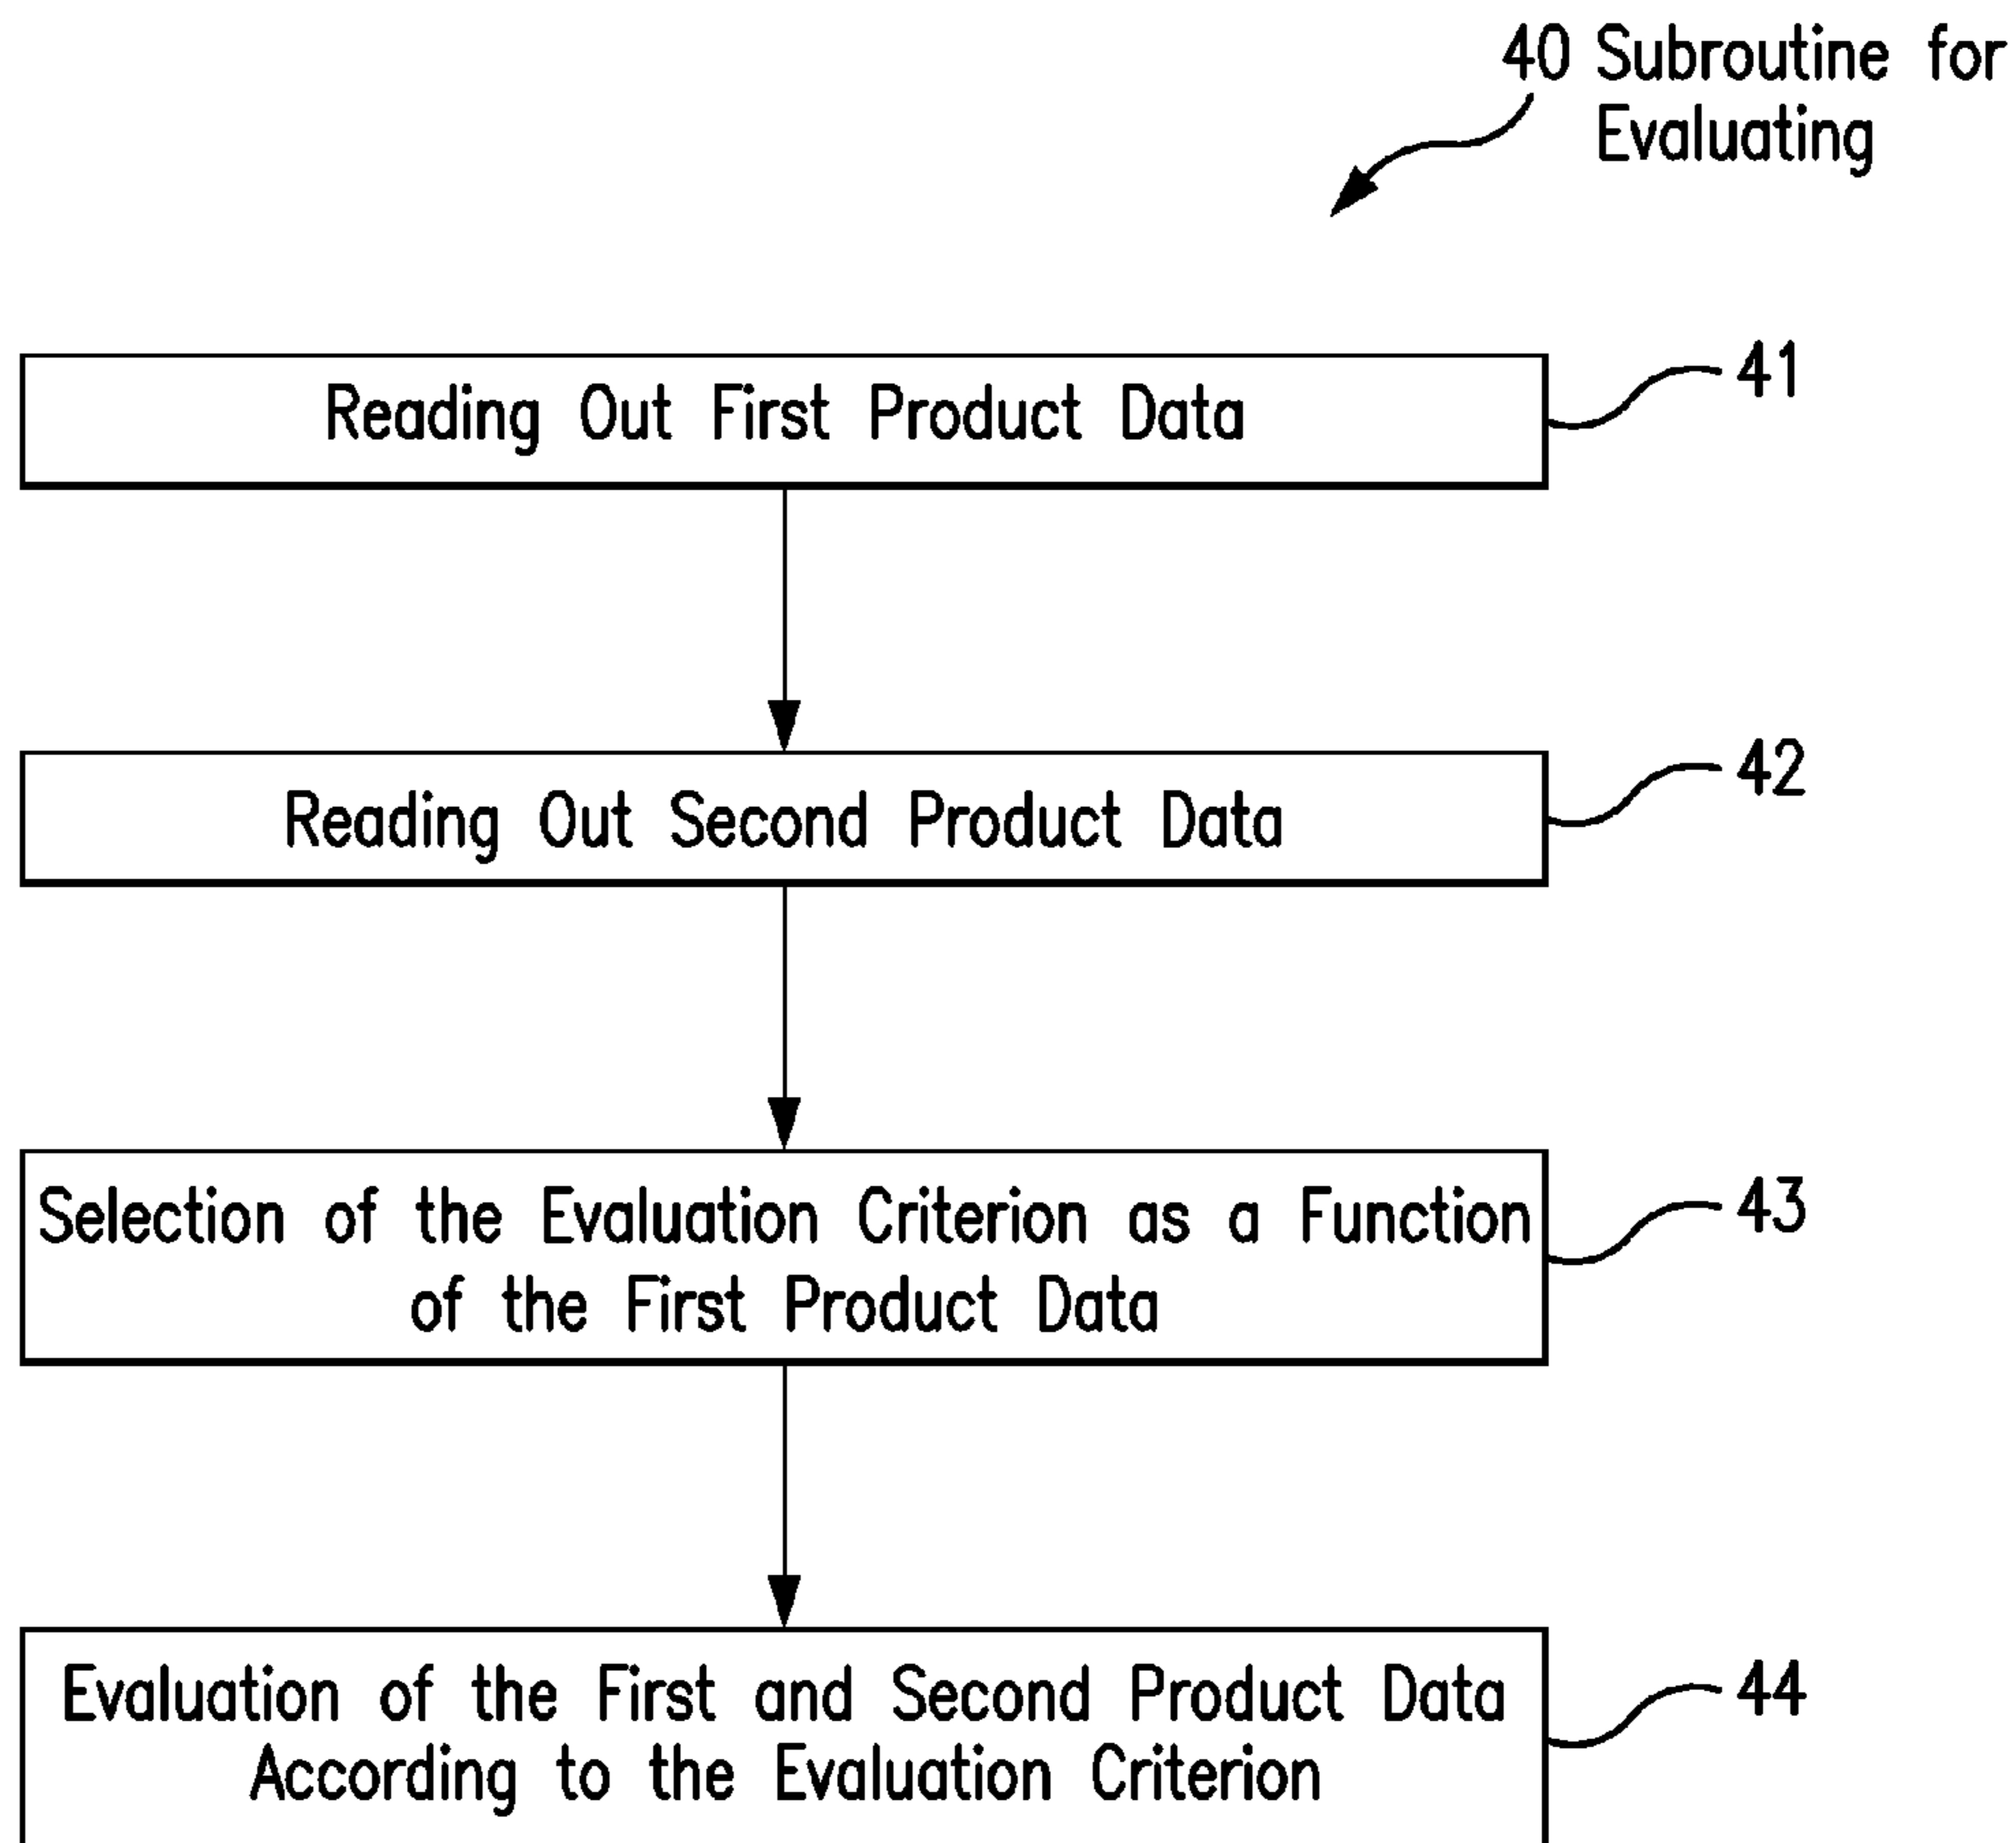 40 Subroutine for
Evaluating
Reading Out First Product Data
41
Reading Out Second Product Data
42
Selection of the Evaluation Criterion as a Function
of the First Product Data
43
Evaluation of the First and Second Product Data
According to the Evaluation Criterion
44